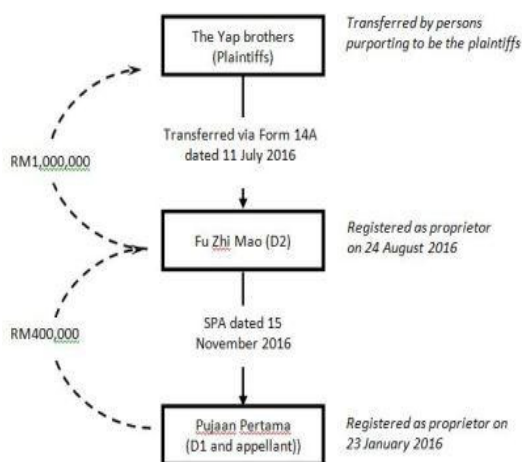 The Yap brothers
(Plaintiffs)
Transferred by persons
purporting to be the plaintiffs
Transferred via Form 14A
dated 11 July 2016
RM1,000,000
Fu Zhi Mao (D2)
Registered as proprietor
on 24 August 2016
SPA dated 15
November 2016
RM400,000
Pujaan Pertama
(D1 and appellant))
Registered as proprietor on
23 January 2016